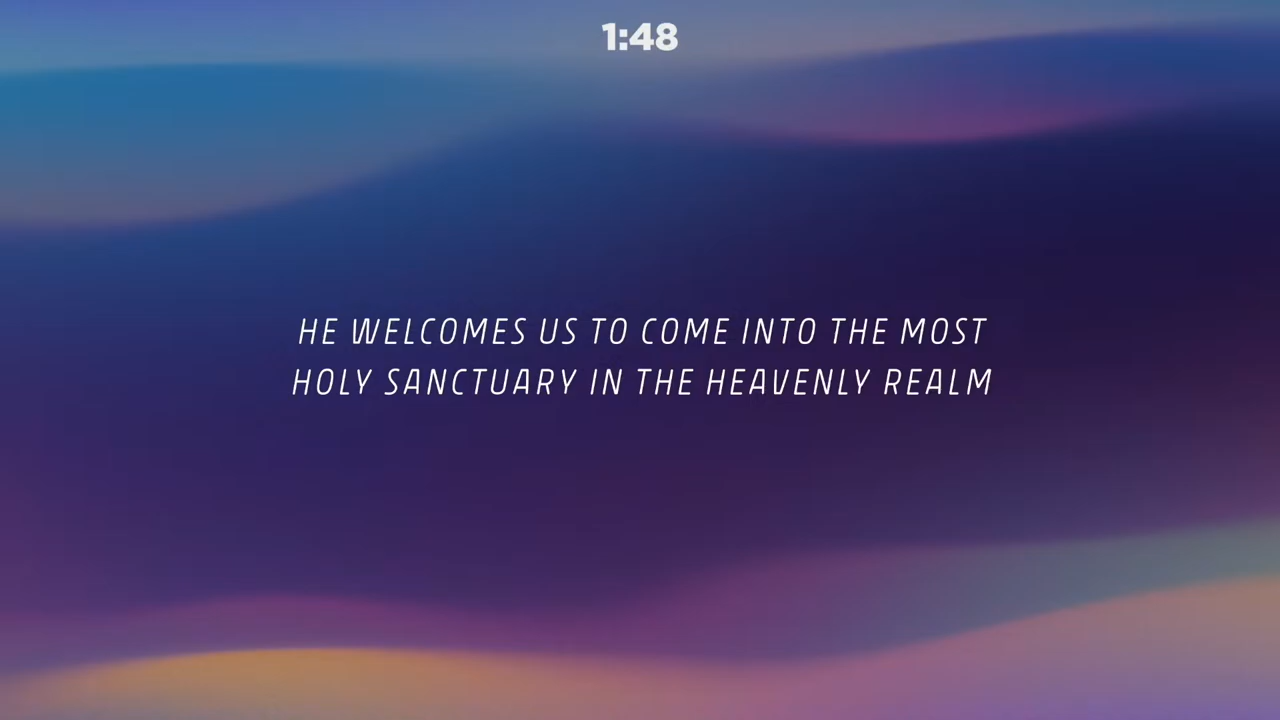 1:48
HE WELCOMES US TO COME INTO THE MOST
HOLY SANCTUARY IN THE HEAVENLY REALM